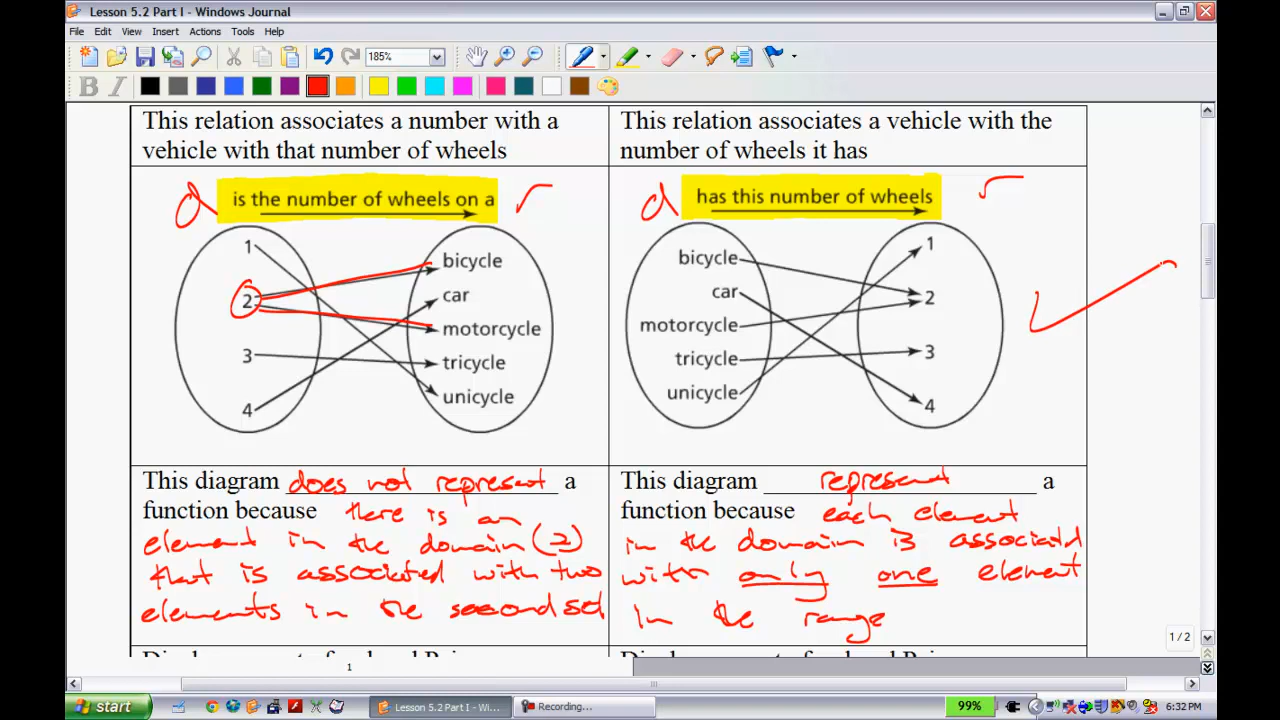 Lesson 5.2 Part I - Windows Journal
File Edit View Insert Actions Tools Help
185%
B I
This relation associates a number with a
vehicle with that number of wheels
d is the number of wheels on a r
1
2
3
4
bicycle
car
motorcycle
tricycle
unicycle
This diagram does not represent a
function because there is an
element in the domain (2)
that is associated with two
elements in the second set
This relation associates a vehicle with the
number of wheels it has
d has this number of wheels r
bicycle
car
motorcycle
tricycle
unicycle
1
2
3
4
This diagram represent a
function because each element
in the domain is associated
with only one element
in the range
1
1 / 2
start
Lesson 5.2 Part I - Wi...
Recording...
99%
6:32 PM